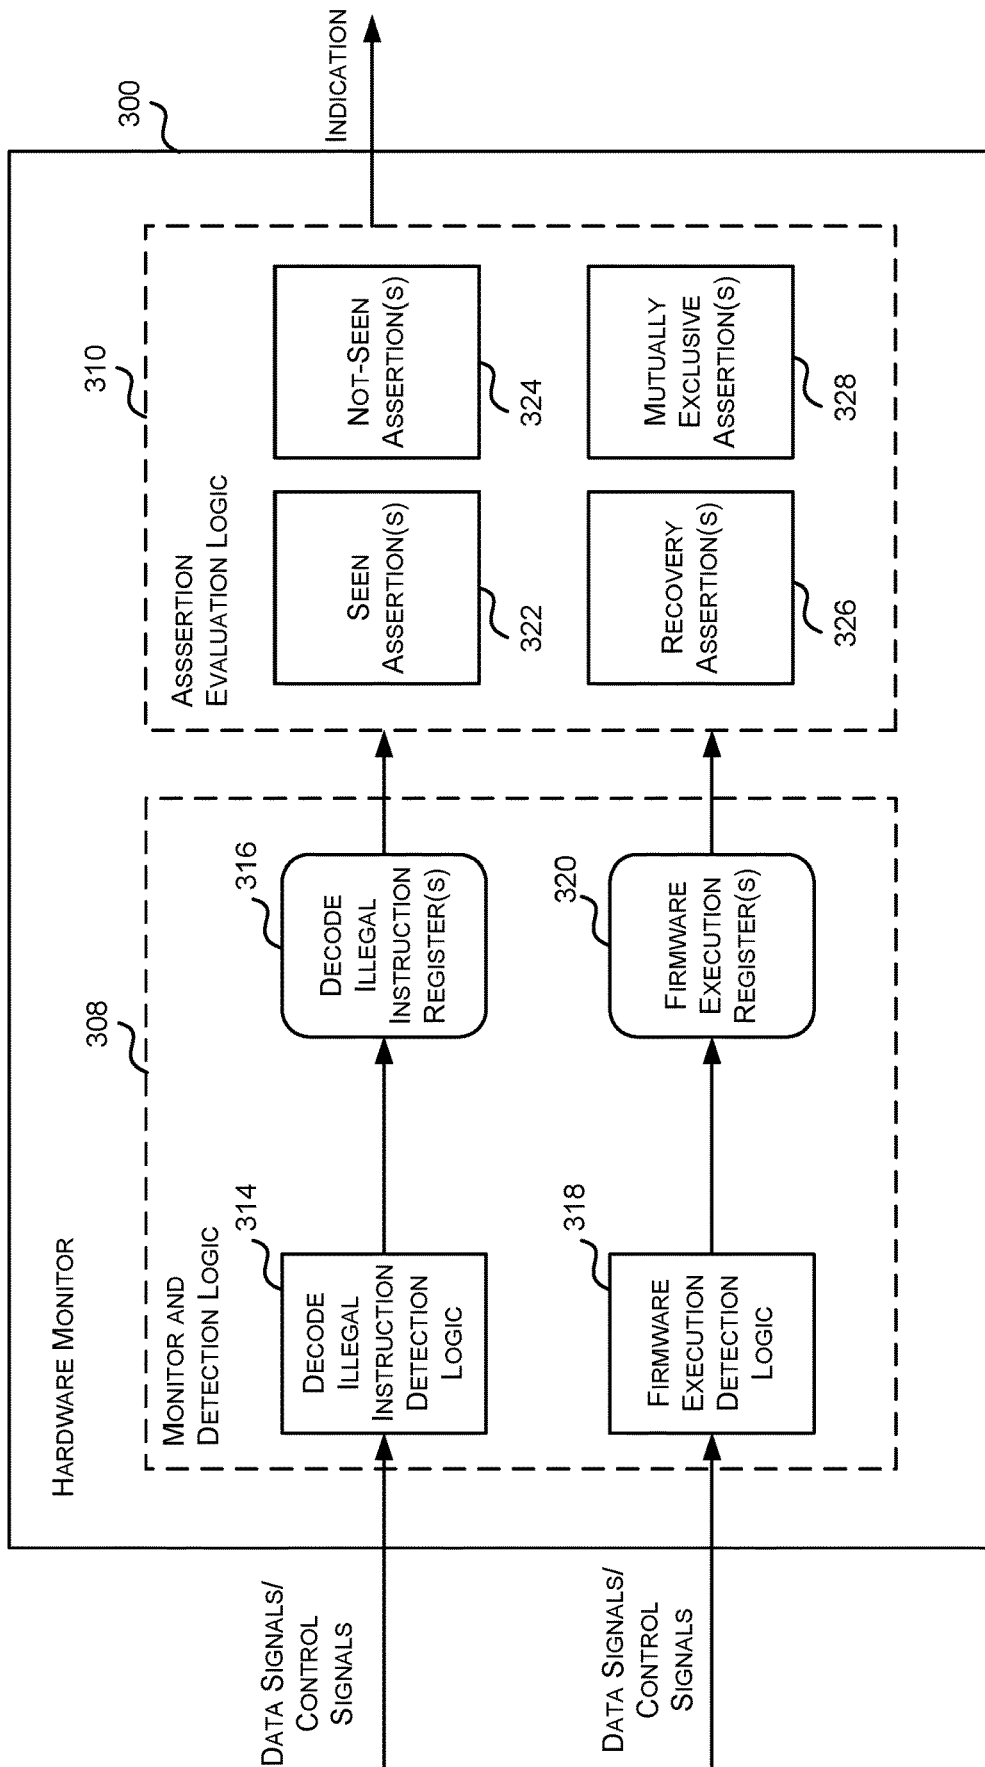 HARDWARE MONITOR
300
MONITOR AND
DETECTION LOGIC
308
ASSSERTION
EVALUATION LOGIC
310
DATA SIGNALS/
CONTROL
SIGNALS
DECODE
ILLEGAL
INSTRUCTION
DETECTION
LOGIC
314
DECODE
ILLEGAL
INSTRUCTION
REGISTER(S)
316
SEEN
ASSERTION(S)
322
NOT-SEEN
ASSERTION(S)
324
INDICATION
DATA SIGNALS/
CONTROL
SIGNALS
FIRMWARE
EXECUTION
DETECTION
LOGIC
318
FIRMWARE
EXECUTION
REGISTER(S)
320
RECOVERY
ASSERTION(S)
326
MUTUALLY
EXCLUSIVE
ASSERTION(S)
328